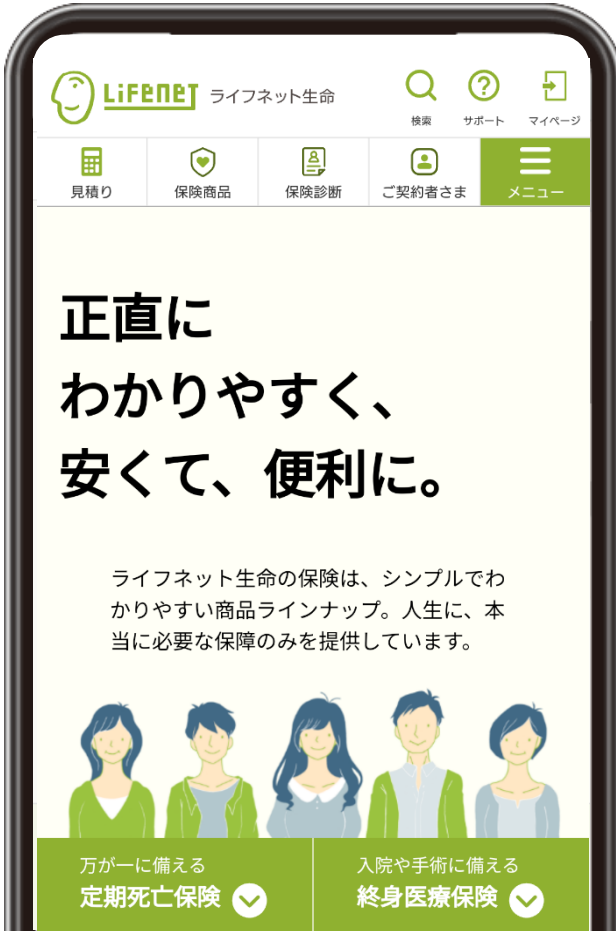 LIFENET ライフネット生命
検索 サポート マイページ
見積り 保険商品 保険診断 ご契約者さま メニュー
正直に
わかりやすく、
安くて、便利に。
ライフネット生命の保険は、シンプルでわ
かりやすい商品ラインナップ。人生に、本
当に必要な保障のみを提供しています。
万が一に備える 入院や手術に備える
定期死亡保険 終身医療保険